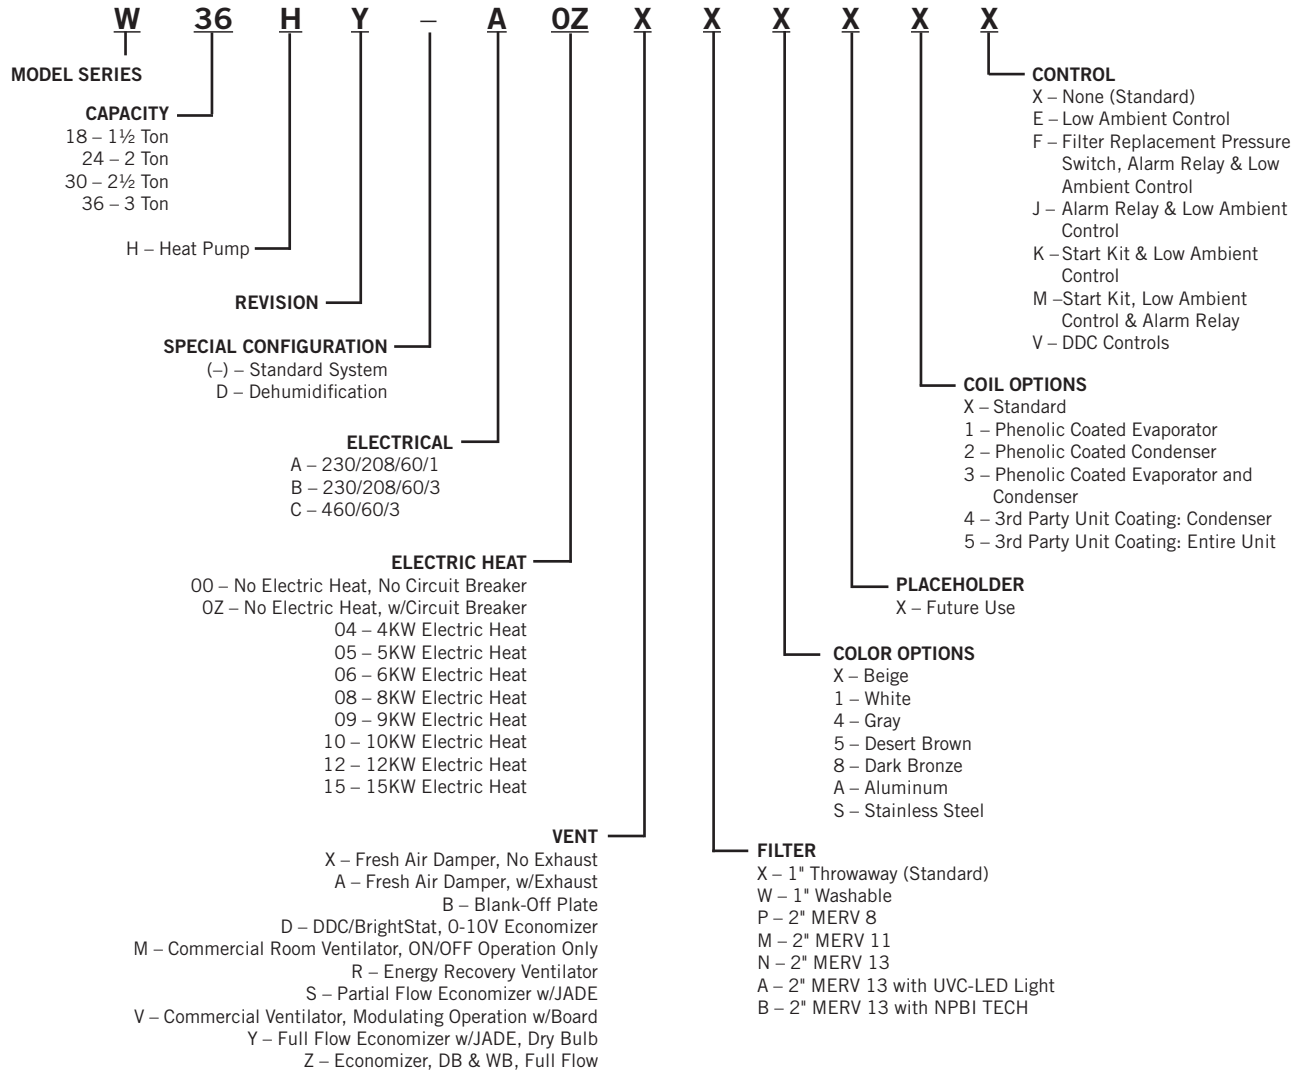 W 36 H Y – A 0Z X X X X X X
MODEL SERIES
CAPACITY
18 – 1½ Ton
24 – 2 Ton
30 – 2½ Ton
36 – 3 Ton
H – Heat Pump
REVISION
SPECIAL CONFIGURATION
(–) – Standard System
D – Dehumidification
ELECTRICAL
A – 230/208/60/1
B – 230/208/60/3
C – 460/60/3
ELECTRIC HEAT
00 – No Electric Heat, No Circuit Breaker
0Z – No Electric Heat, w/Circuit Breaker
04 – 4KW Electric Heat
05 – 5KW Electric Heat
06 – 6KW Electric Heat
08 – 8KW Electric Heat
09 – 9KW Electric Heat
10 – 10KW Electric Heat
12 – 12KW Electric Heat
15 – 15KW Electric Heat
VENT
X – Fresh Air Damper, No Exhaust
A – Fresh Air Damper, w/Exhaust
B – Blank-Off Plate
D – DDC/BrightStat, 0-10V Economizer
M – Commercial Room Ventilator, ON/OFF Operation Only
R – Energy Recovery Ventilator
S – Partial Flow Economizer w/JADE
V – Commercial Ventilator, Modulating Operation w/Board
Y – Full Flow Economizer w/JADE, Dry Bulb
Z – Economizer, DB & WB, Full Flow
FILTER
X – 1" Throwaway (Standard)
W – 1" Washable
P – 2" MERV 8
M – 2" MERV 11
N – 2" MERV 13
A – 2" MERV 13 with UVC-LED Light
B – 2" MERV 13 with NPBI TECH
COLOR OPTIONS
X – Beige
1 – White
4 – Gray
5 – Desert Brown
8 – Dark Bronze
A – Aluminum
S – Stainless Steel
PLACEHOLDER
X – Future Use
COIL OPTIONS
X – Standard
1 – Phenolic Coated Evaporator
2 – Phenolic Coated Condenser
3 – Phenolic Coated Evaporator and
Condenser
4 – 3rd Party Unit Coating: Condenser
5 – 3rd Party Unit Coating: Entire Unit
CONTROL
X – None (Standard)
E – Low Ambient Control
F – Filter Replacement Pressure
Switch, Alarm Relay & Low
Ambient Control
J – Alarm Relay & Low Ambient
Control
K – Start Kit & Low Ambient
Control
M –Start Kit, Low Ambient
Control & Alarm Relay
V – DDC Controls